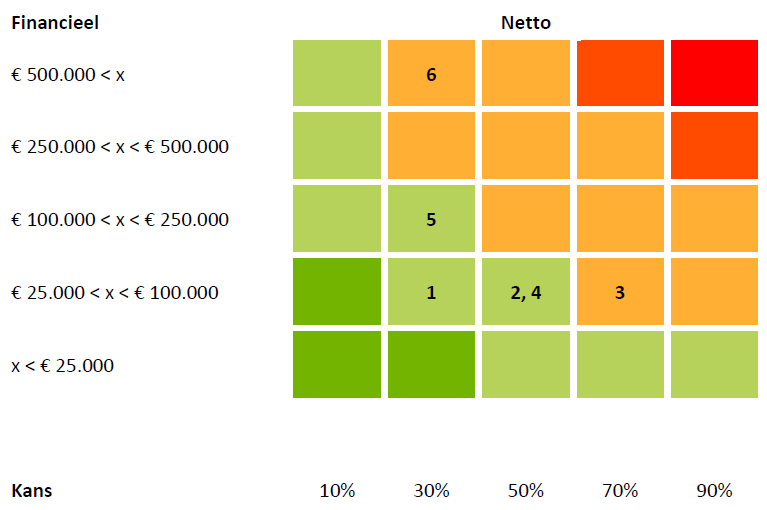 Financieel Netto
€ 500.000 < x 6
€ 250.000 < x < € 500.000
€ 100.000 < x < € 250.000 5
€ 25.000 < x < € 100.000 1 2, 4 3
x < € 25.000
Kans 10% 30% 50% 70% 90%